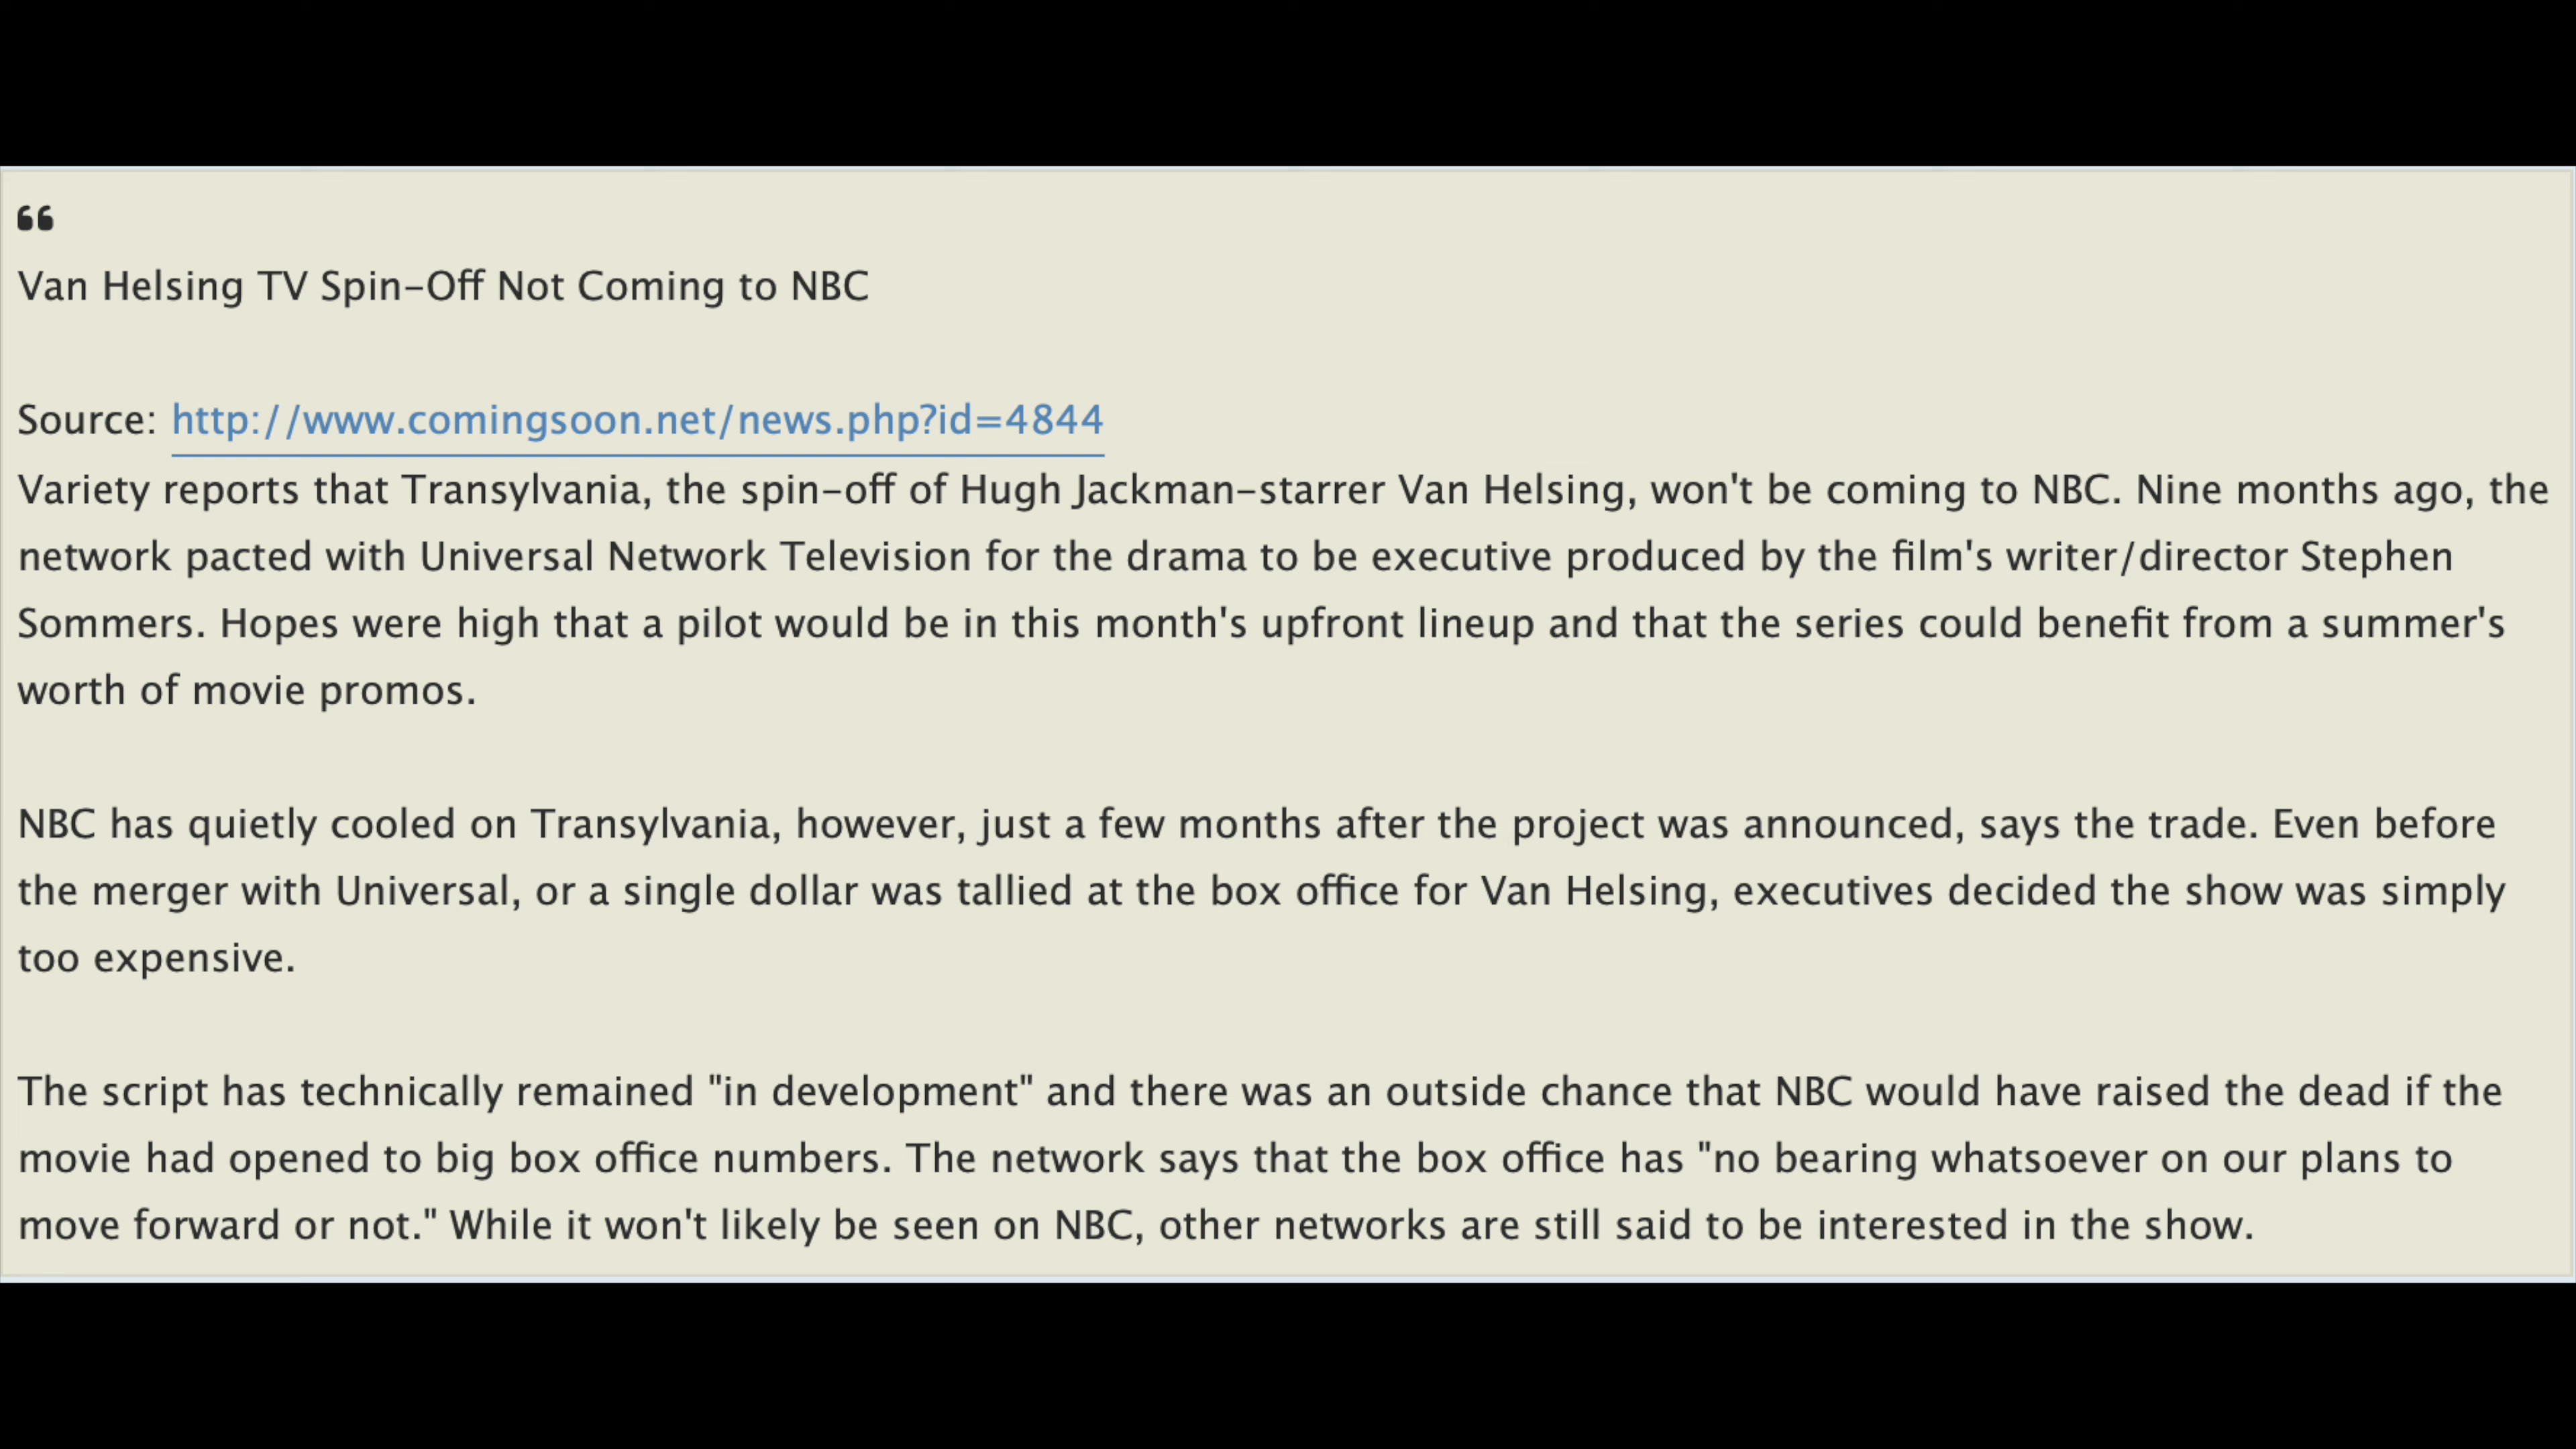 “
Van Helsing TV Spin-Off Not Coming to NBC
Source: http://www.comingsoon.net/news.php?id=4844
Variety reports that Transylvania, the spin-off of Hugh Jackman-starrer Van Helsing, won't be coming to NBC. Nine months ago, the
network pacted with Universal Network Television for the drama to be executive produced by the film's writer/director Stephen
Sommers. Hopes were high that a pilot would be in this month's upfront lineup and that the series could benefit from a summer's
worth of movie promos.
NBC has quietly cooled on Transylvania, however, just a few months after the project was announced, says the trade. Even before
the merger with Universal, or a single dollar was tallied at the box office for Van Helsing, executives decided the show was simply
too expensive.
The script has technically remained "in development" and there was an outside chance that NBC would have raised the dead if the
movie had opened to big box office numbers. The network says that the box office has "no bearing whatsoever on our plans to
move forward or not." While it won't likely be seen on NBC, other networks are still said to be interested in the show.